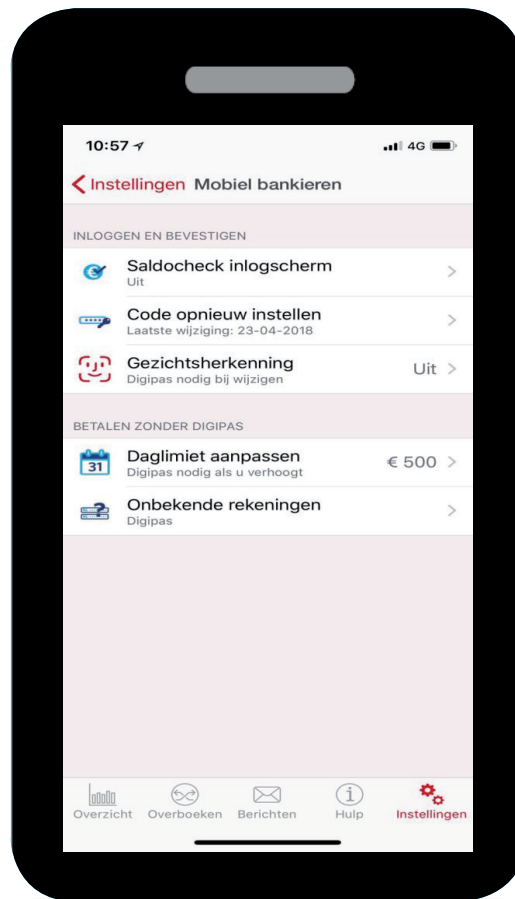 10:57 4G
Instellingen Mobiel bankieren
INLOGGEN EN BEVESTIGEN
Saldocheck inlogscherm
Uit
Code opnieuw instellen
Laatste wijziging: 23-04-2018
Gezichtsherkenning
Digipas nodig bij wijzigen
Uit
BETALEN ZONDER DIGIPAS
31
Daglimiet aanpassen
Digipas nodig als u verhoogt
€ 500
Onbekende rekeningen
Digipas
Overzicht Overboeken Berichten Hulp Instellingen